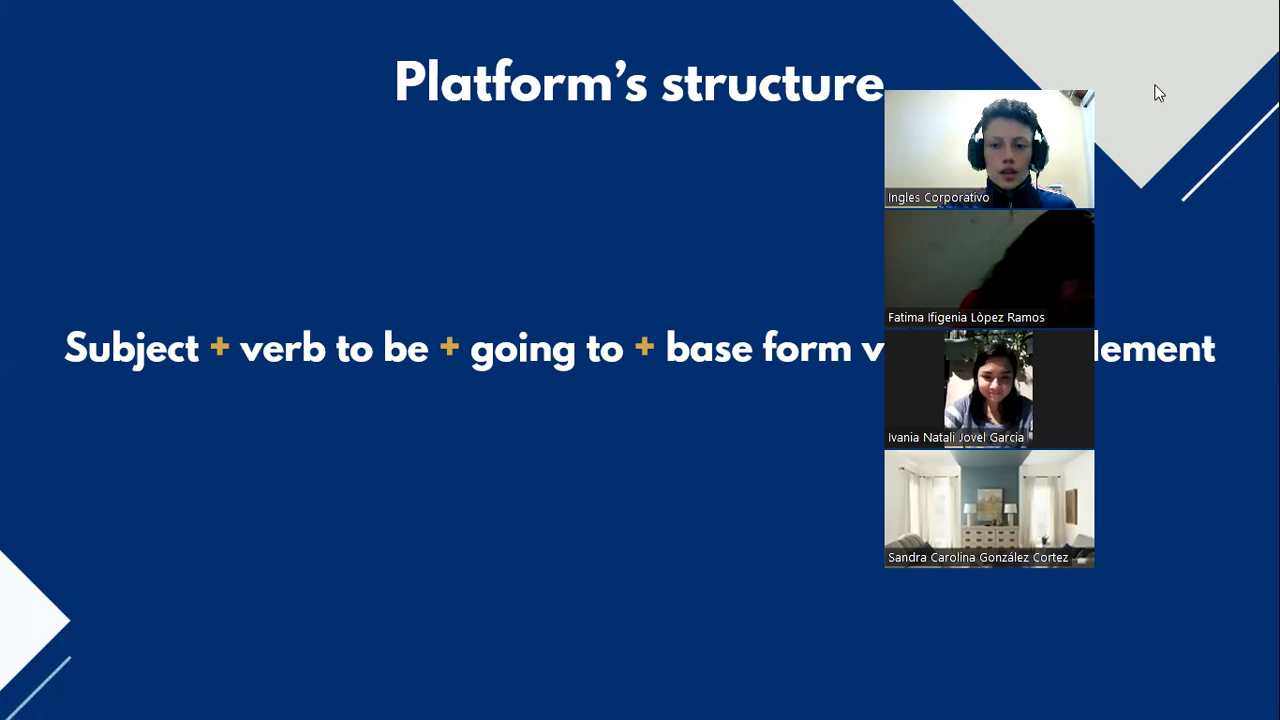 Platform's structure
Subject + verb to be + going to + base form
Ingles Corporativo
Fatima Ifigenia Lòpez Ramos
Ivania Natali Jovel Garcia
Sandra Carolina González Cortez